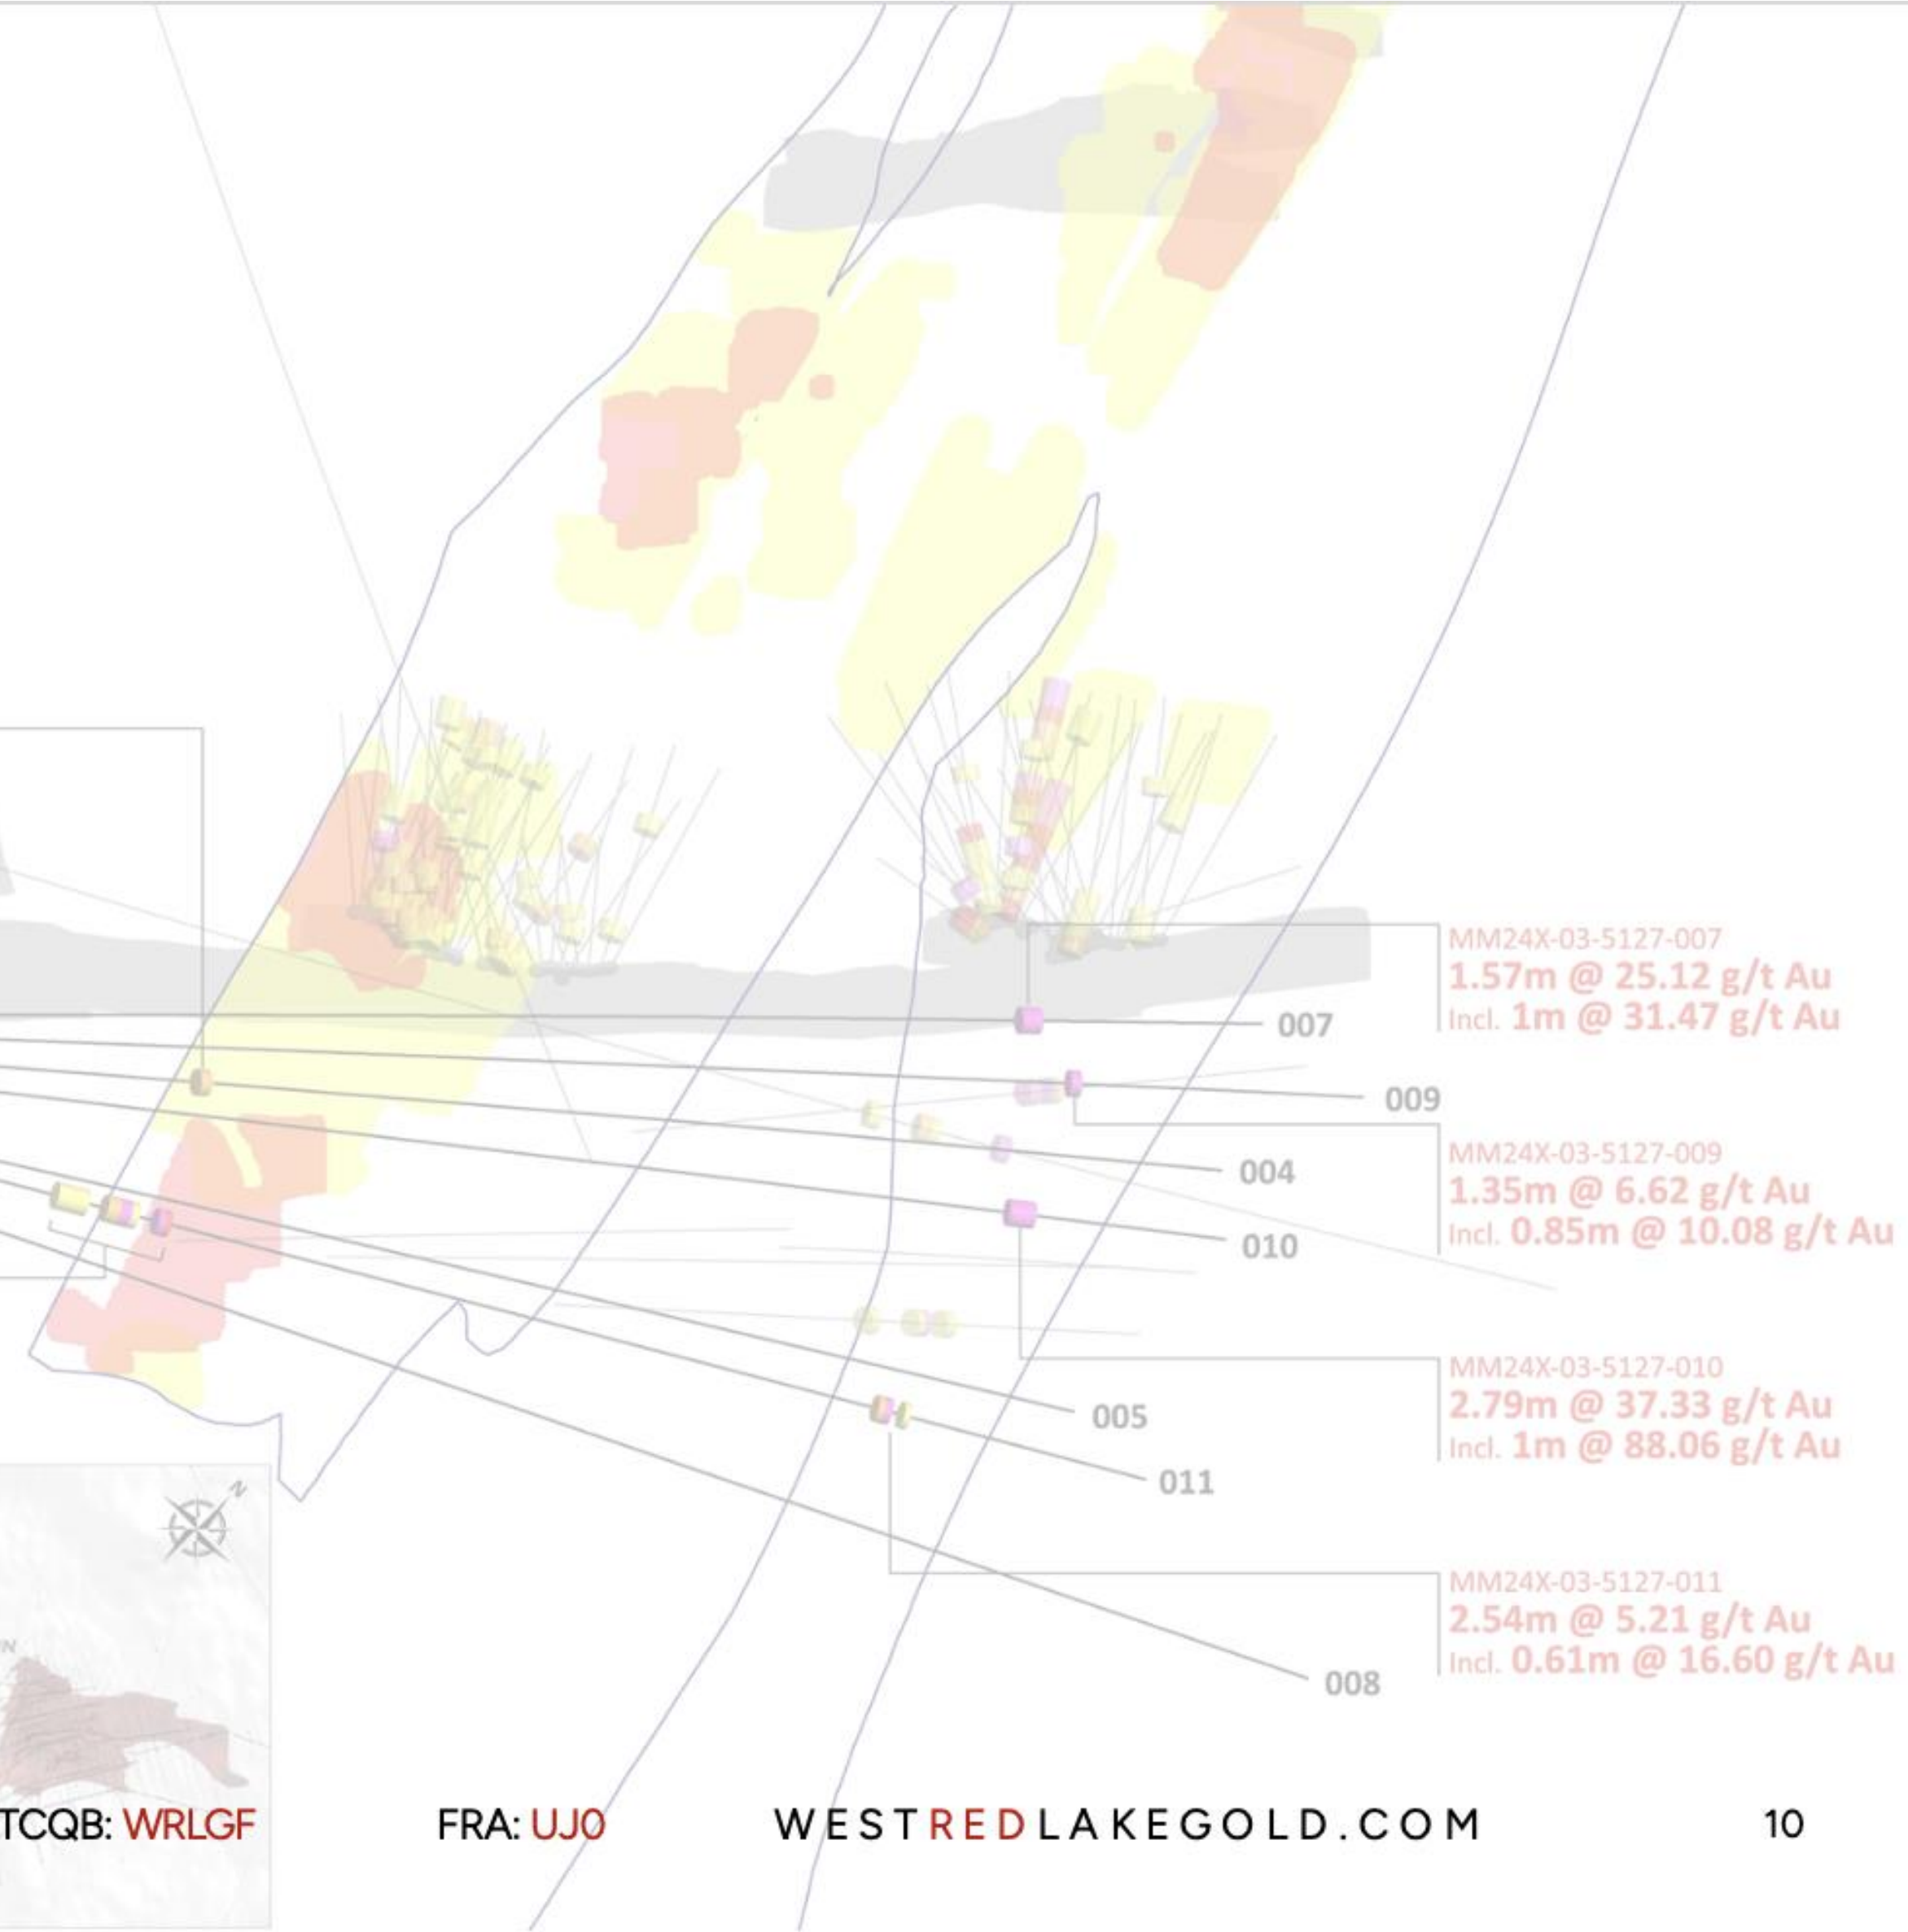 MM24X-03-5127-007
1.57m @ 25.12 g/t Au
Incl. 1m @ 31.47 g/t Au
007
009
MM24X-03-5127-009
1.35m @ 6.62 g/t Au
Incl. 0.85m @ 10.08 g/t Au
004
010
MM24X-03-5127-010
2.79m @ 37.33 g/t Au
Incl. 1m @ 88.06 g/t Au
005
011
MM24X-03-5127-011
2.54m @ 5.21 g/t Au
Incl. 0.61m @ 16.60 g/t Au
008
N
TCQB: WRLGF FRA: UJ0 WESTREDLAKEGOLD.COM 10